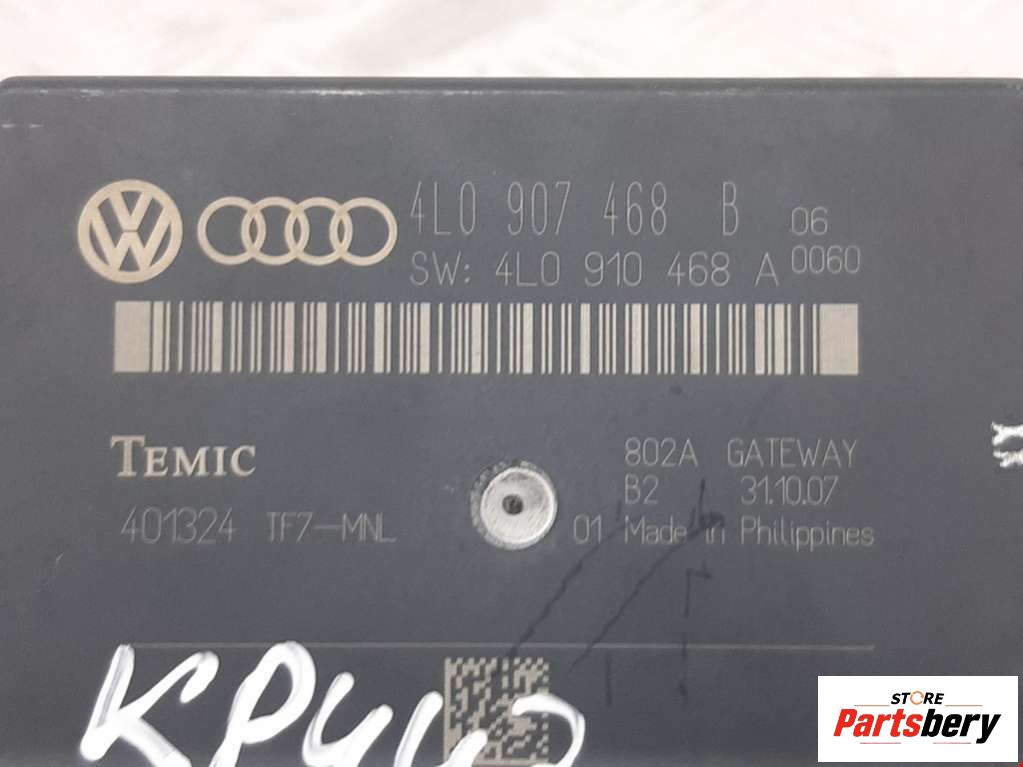 4L0 907 468 B 06
SW: 4L0 910 468 A 0060
TEMIC
802A GATEWAY
B2 31.10.07
401324 TF7-MNL
01 Made in Philippines
STORE
Partsbery